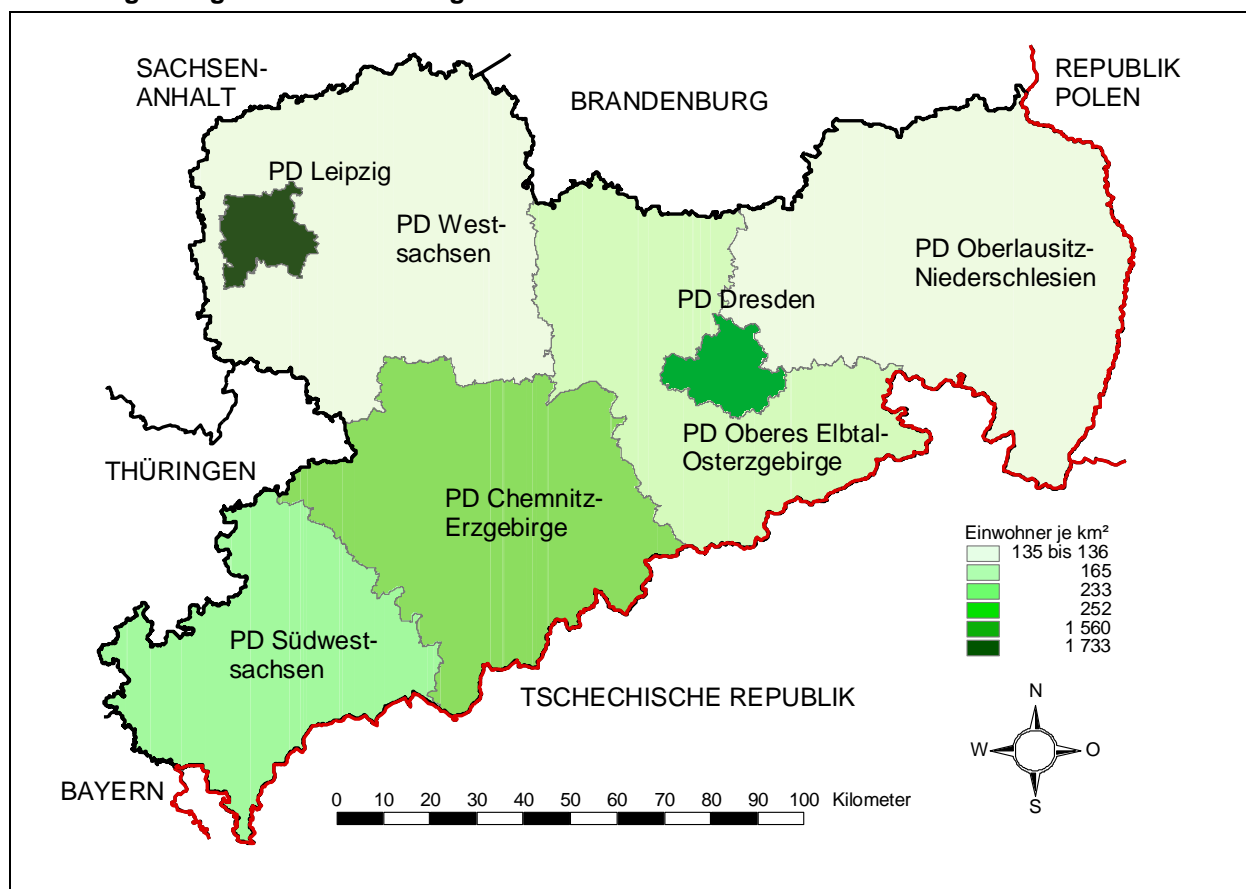 SACHSEN-
ANHALT
BRANDENBURG
REPUBLIK
POLEN
PD Leipzig
PD West-
sachsen
PD Oberlausitz-
Niederschlesien
PD Dresden
PD Oberes Elbtal-
Osterzgebirge
THÜRINGEN
PD Chemnitz-
Erzgebirge
PD Südwest-
sachsen
TSCHECHISCHE REPUBLIK
BAYERN
Einwohner je km²
135 bis 136
165
233
252
1 560
1 733
N
W O
S
0 10 20 30 40 50 60 70 80 90 100 Kilometer